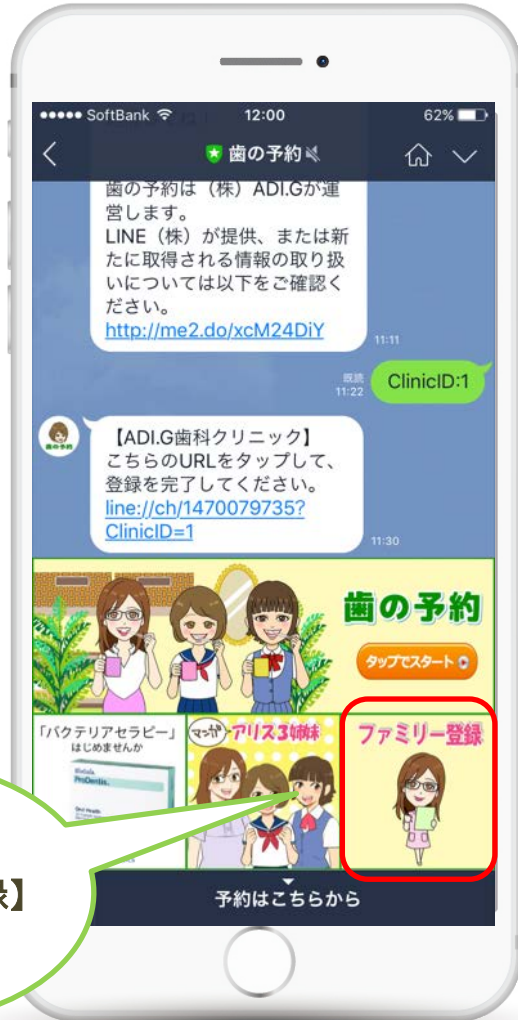 SoftBank
12:00
62%
歯の予約
歯の予約は（株）ADI.Gが運
営します。
LINE（株）が提供、または新
たに取得される情報の取り扱
いについては以下をご確認く
ださい。
http://me2.do/xcM24DiY
11:11
既読
11:22
ClinicID:1
歯の予約
【ADI.G歯科クリニック】
こちらのURLをタップして、
登録を完了してください。
line://ch/1470079735?
ClinicID=1
11:30
歯の予約
タップでスタート
「バクテリアセラピー」
はじめませんか
ProDentis
マンガ アリス3姉妹
ファミリー登録
録】
予約はこちらから